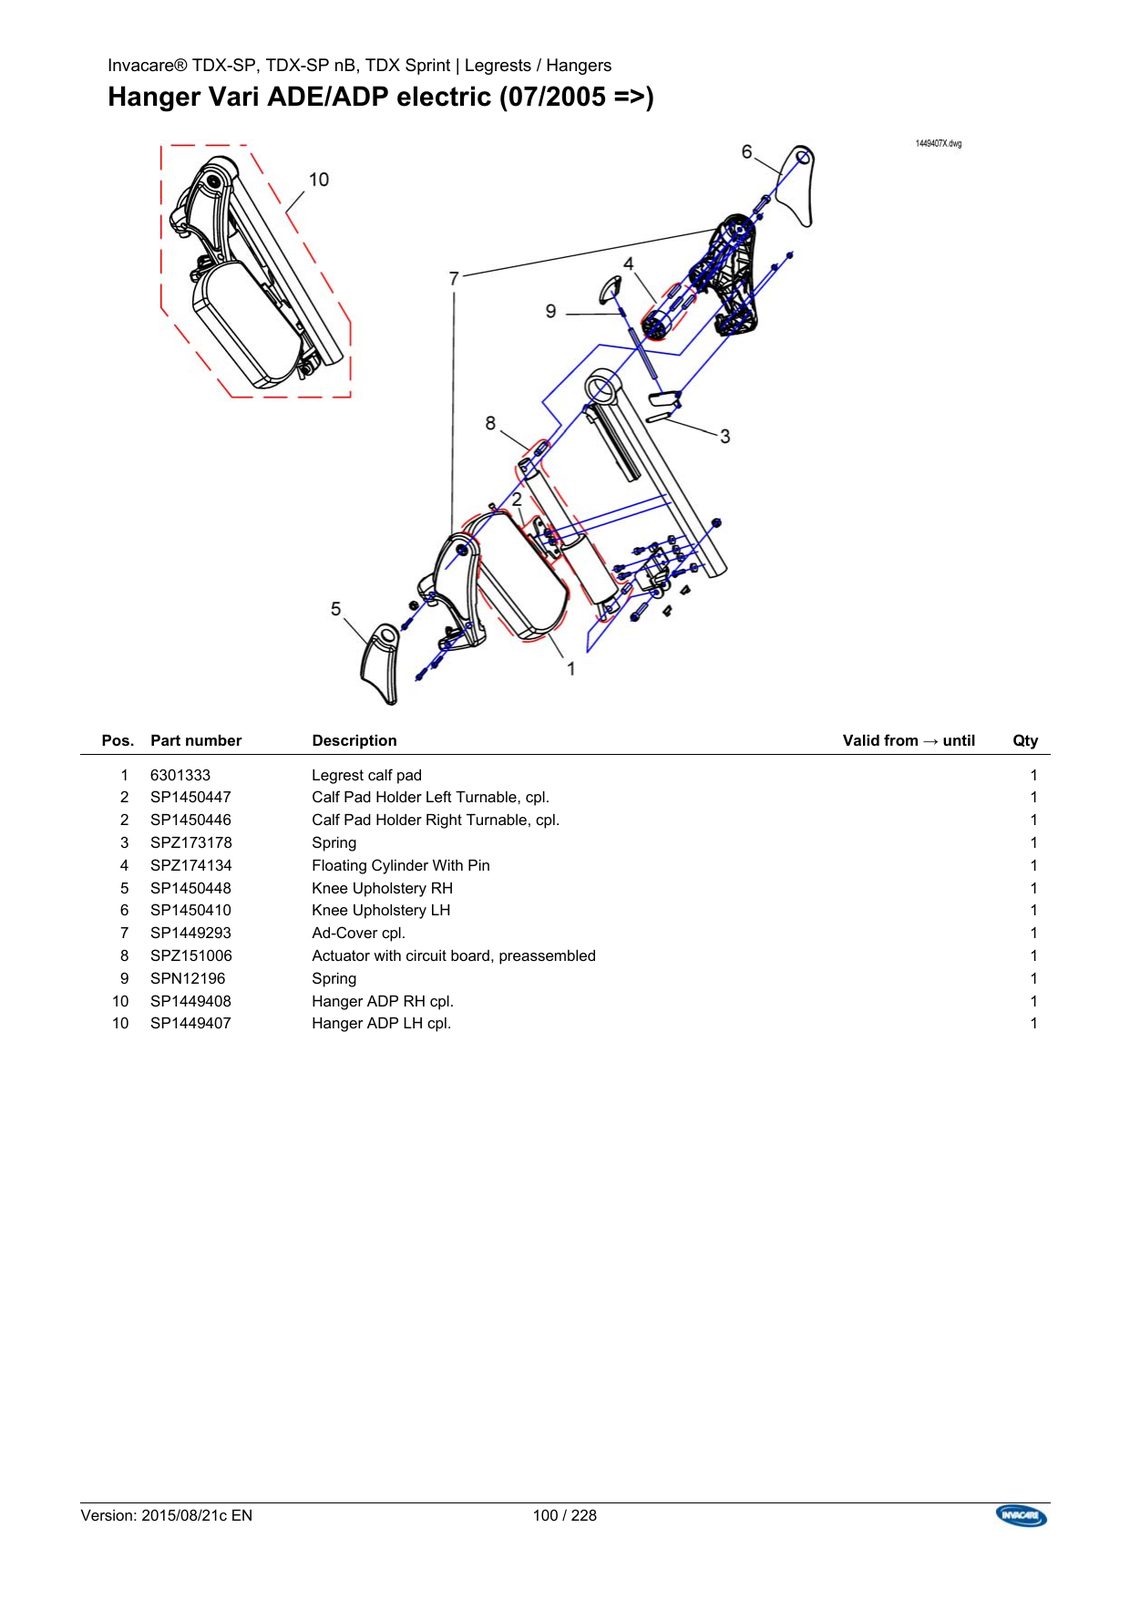 Invacare® TDX-SP, TDX-SP nB, TDX Sprint | Legrests / Hangers
Hanger Vari ADE/ADP electric (07/2005 =>)
1449407X.dwg
6
10
7
4
9
8
3
2
5
1
Pos. Part number Description Valid from → until Qty
1 6301333 Legrest calf pad 1
2 SP1450447 Calf Pad Holder Left Turnable, cpl. 1
2 SP1450446 Calf Pad Holder Right Turnable, cpl. 1
3 SPZ173178 Spring 1
4 SPZ174134 Floating Cylinder With Pin 1
5 SP1450448 Knee Upholstery RH 1
6 SP1450410 Knee Upholstery LH 1
7 SP1449293 Ad-Cover cpl. 1
8 SPZ151006 Actuator with circuit board, preassembled 1
9 SPN12196 Spring 1
10 SP1449408 Hanger ADP RH cpl. 1
10 SP1449407 Hanger ADP LH cpl. 1
Version: 2015/08/21c EN 100 / 228 INVACARE